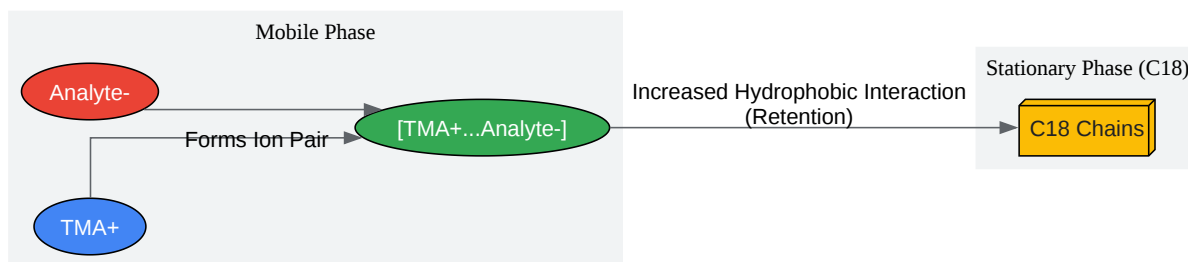 Mobile Phase
Analyte-
Forms Ion Pair
TMA+
[TMA+...Analyte-]
Increased Hydrophobic Interaction
(Retention)
Stationary Phase (C18)
C18 Chains